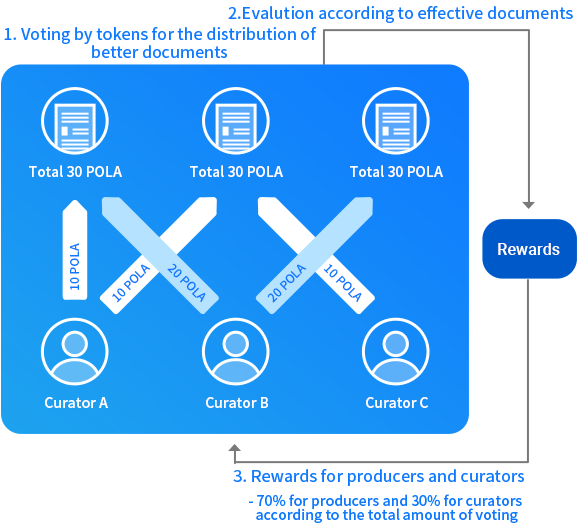 2.Evalution according to effective documents
1. Voting by tokens for the distribution of
better documents
Total 30 POLA
Total 30 POLA
Total 30 POLA
10 POLA
10 POLA
20 POLA
20 POLA
10 POLA
Rewards
Curator A
Curator B
Curator C
3. Rewards for producers and curators
- 70% for producers and 30% for curators
according to the total amount of voting